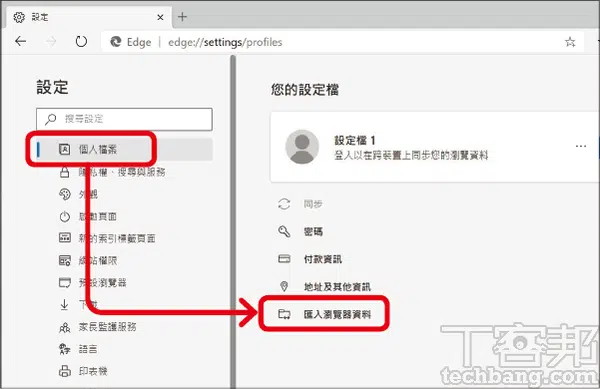 設定
Edge
edge://settings/profiles
設定
搜尋設定
個人檔案
隱私權、搜尋與服務
外觀
啟動頁面
新的索引標籤頁面
網站權限
預設瀏覽器
下載
家長監護服務
語言
印表機
您的設定檔
設定檔 1
登入以在跨裝置上同步您的瀏覽資料
同步
密碼
付款資訊
地址及其他資訊
匯入瀏覽器資料
T客邦
techbang.com